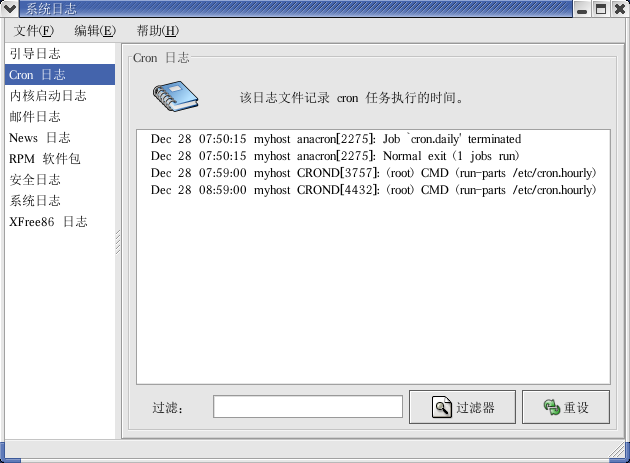 系统日志
文件(F) 编辑(E) 帮助(H)
引导日志
Cron 日志
内核启动日志
邮件日志
News 日志
RPM 软件包
安全日志
系统日志
XFree86 日志
Cron 日志
该日志文件记录 cron 任务执行的时间。
Dec 28 07:50:15 myhost anacron[2275]: Job `cron.daily' terminated
Dec 28 07:50:15 myhost anacron[2275]: Normal exit (1 jobs run)
Dec 28 07:59:00 myhost CROND[3757]: (root) CMD (run-parts /etc/cron.hourly)
Dec 28 08:59:00 myhost CROND[4432]: (root) CMD (run-parts /etc/cron.hourly)
过滤: 过滤器 重设